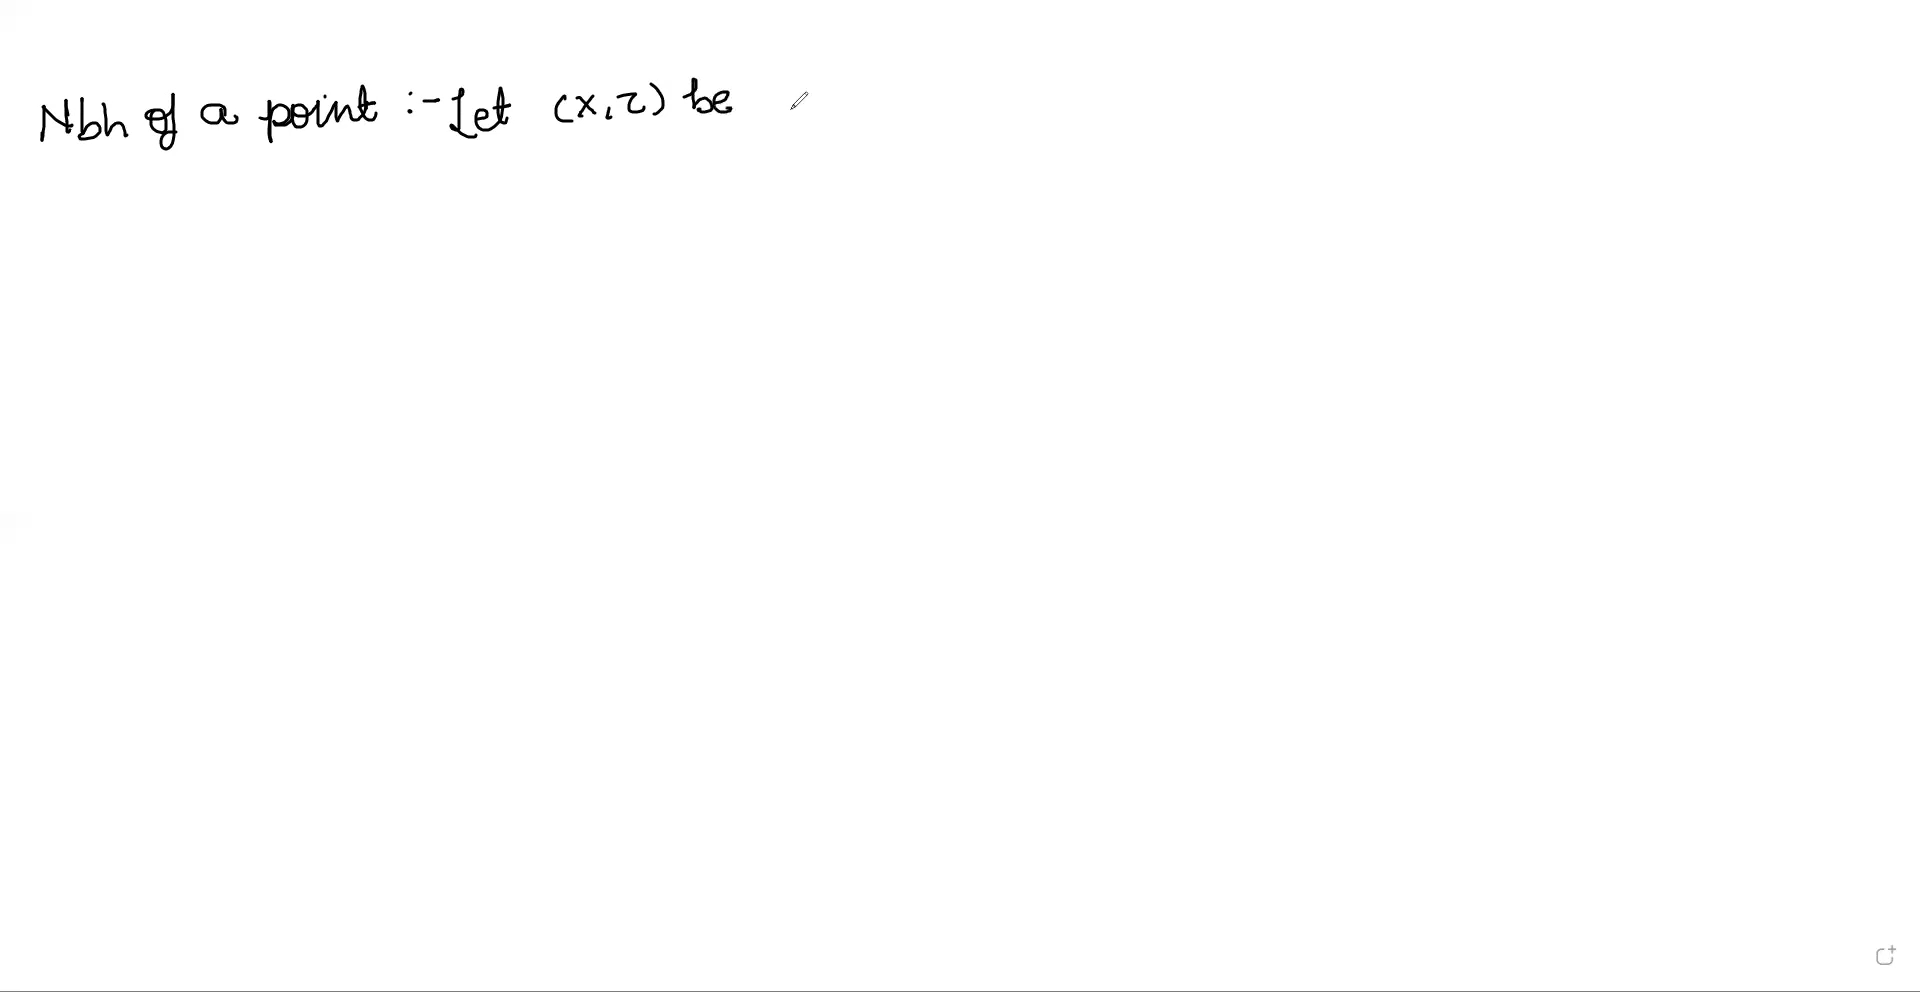 Nbh of a point :- Let (X, τ) be